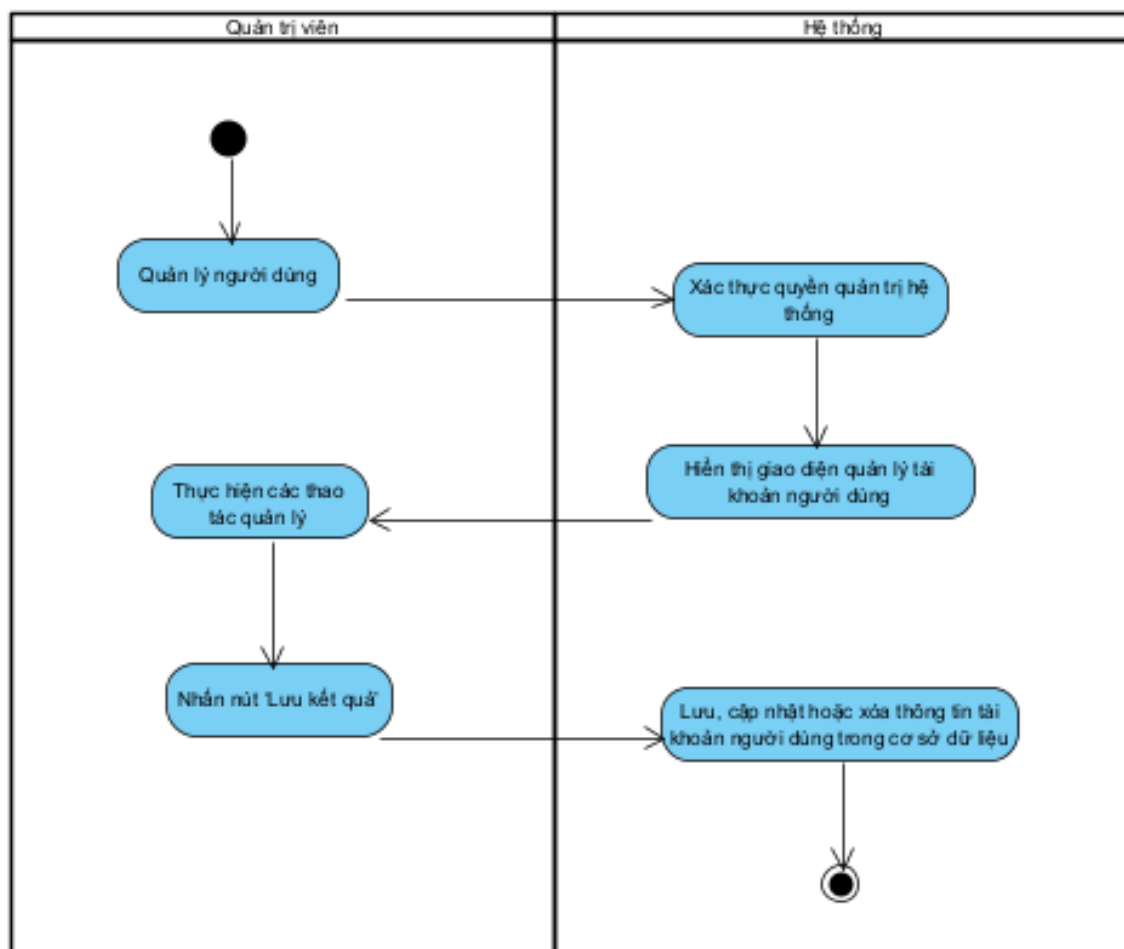 Quản trị viên
Hệ thống
Quản lý người dùng
Xác thực quyền quản trị hệ
thống
Hiển thị giao diện quản lý tài
khoản người dùng
Thực hiện các thao
tác quản lý
Nhấn nút 'Lưu kết quả'
Lưu, cập nhật hoặc xóa thông tin tài
khoản người dùng trong cơ sở dữ liệu